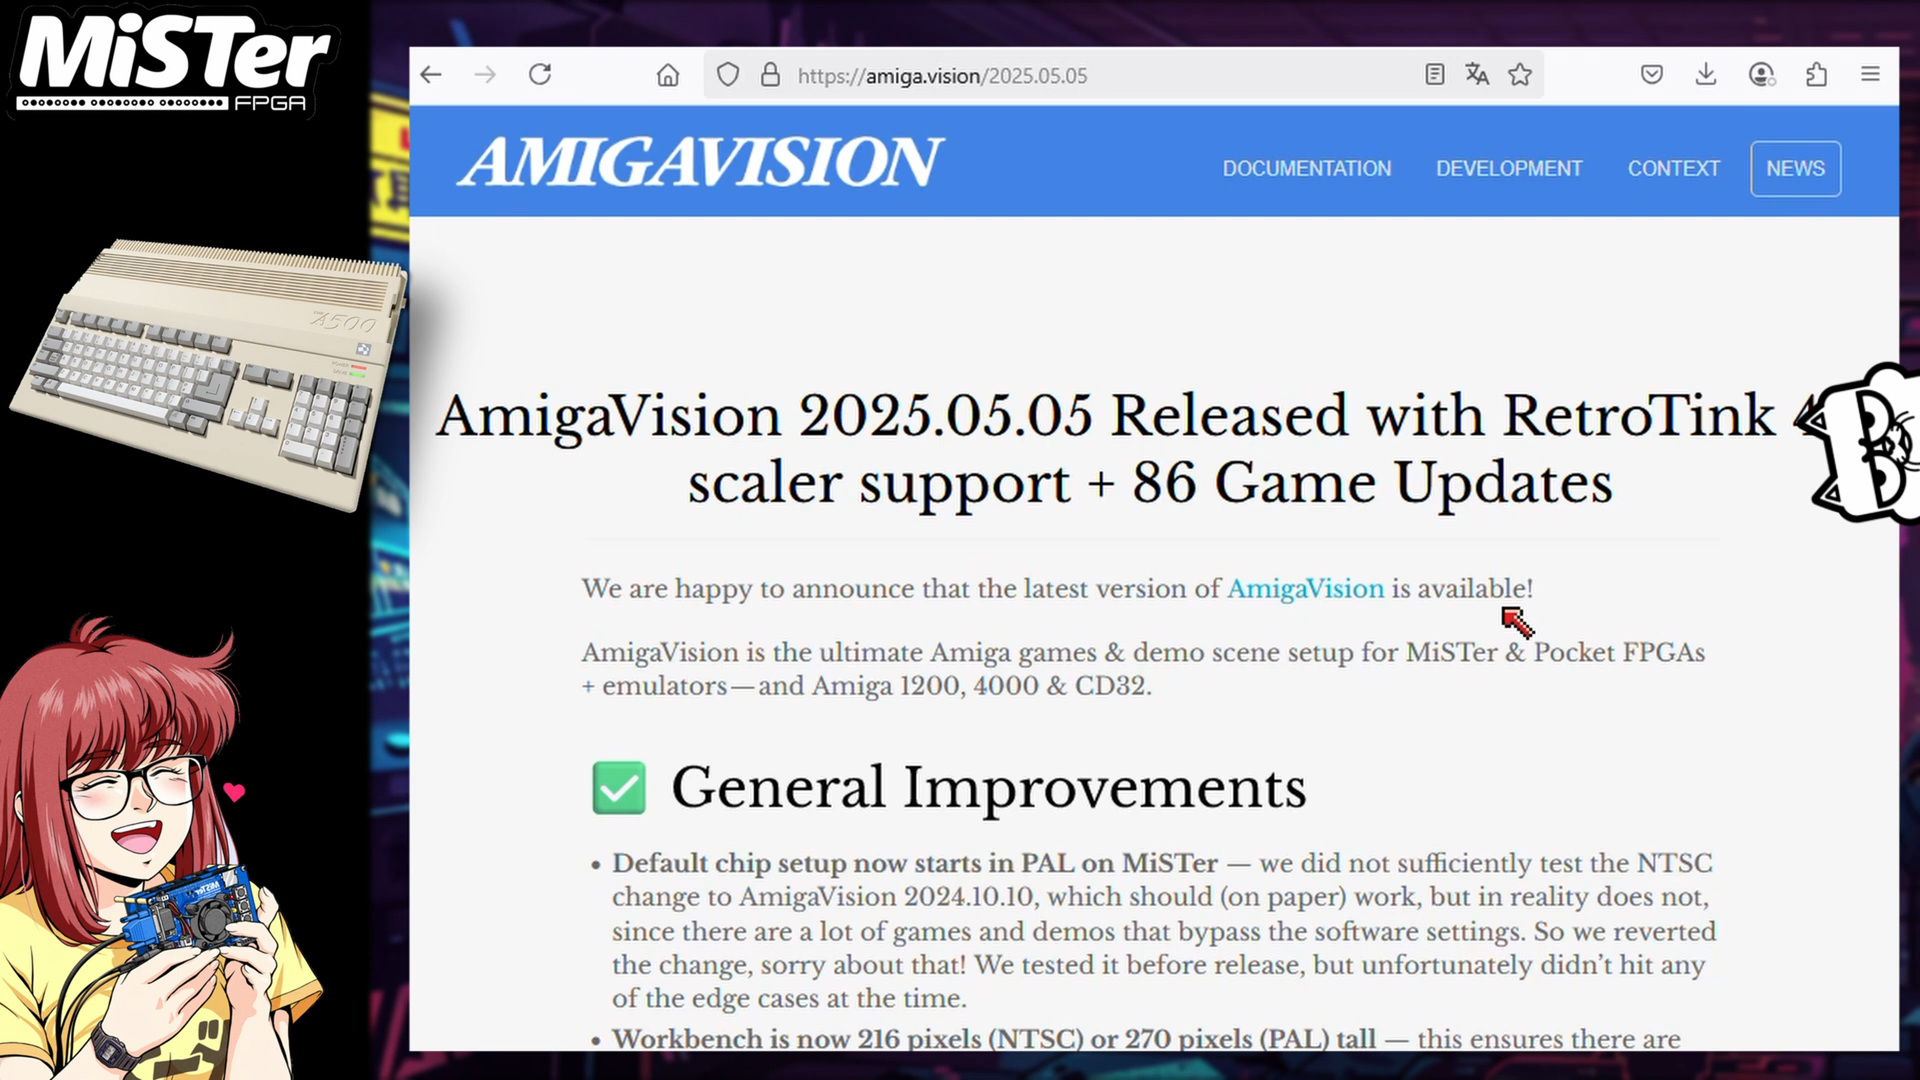 MiSTer
FPGA
https://amiga.vision/2025.05.05
AMIGAVISION
DOCUMENTATION
DEVELOPMENT
CONTEXT
NEWS
A500
AmigaVision 2025.05.05 Released with RetroTink
scaler support + 86 Game Updates
We are happy to announce that the latest version of AmigaVision is available!
AmigaVision is the ultimate Amiga games & demo scene setup for MiSTer & Pocket FPGAs
+ emulators — and Amiga 1200, 4000 & CD32.
General Improvements
• Default chip setup now starts in PAL on MiSTer — we did not sufficiently test the NTSC
change to AmigaVision 2024.10.10, which should (on paper) work, but in reality does not,
since there are a lot of games and demos that bypass the software settings. So we reverted
the change, sorry about that! We tested it before release, but unfortunately didn’t hit any
of the edge cases at the time.
• Workbench is now 216 pixels (NTSC) or 270 pixels (PAL) tall — this ensures there are